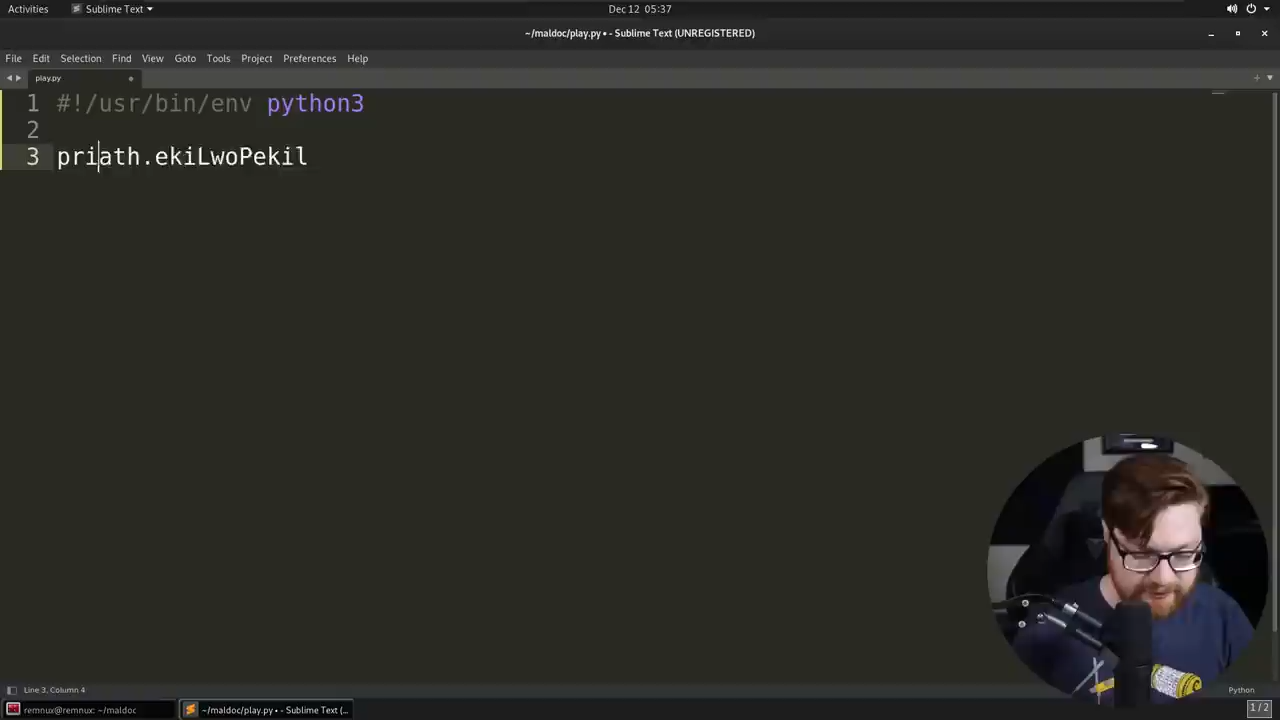 Activities
Sublime Text
Dec 12 05:37
~/maldoc/play.py • - Sublime Text (UNREGISTERED)
File Edit Selection Find View Goto Tools Project Preferences Help
play.py
1 #!/usr/bin/env python3
2
3 priath.ekiLwoPekil
Line 3, Column 4
Python
remnux@remnux: ~/maldoc
~/maldoc/play.py • - Sublime Text (...
1 / 2